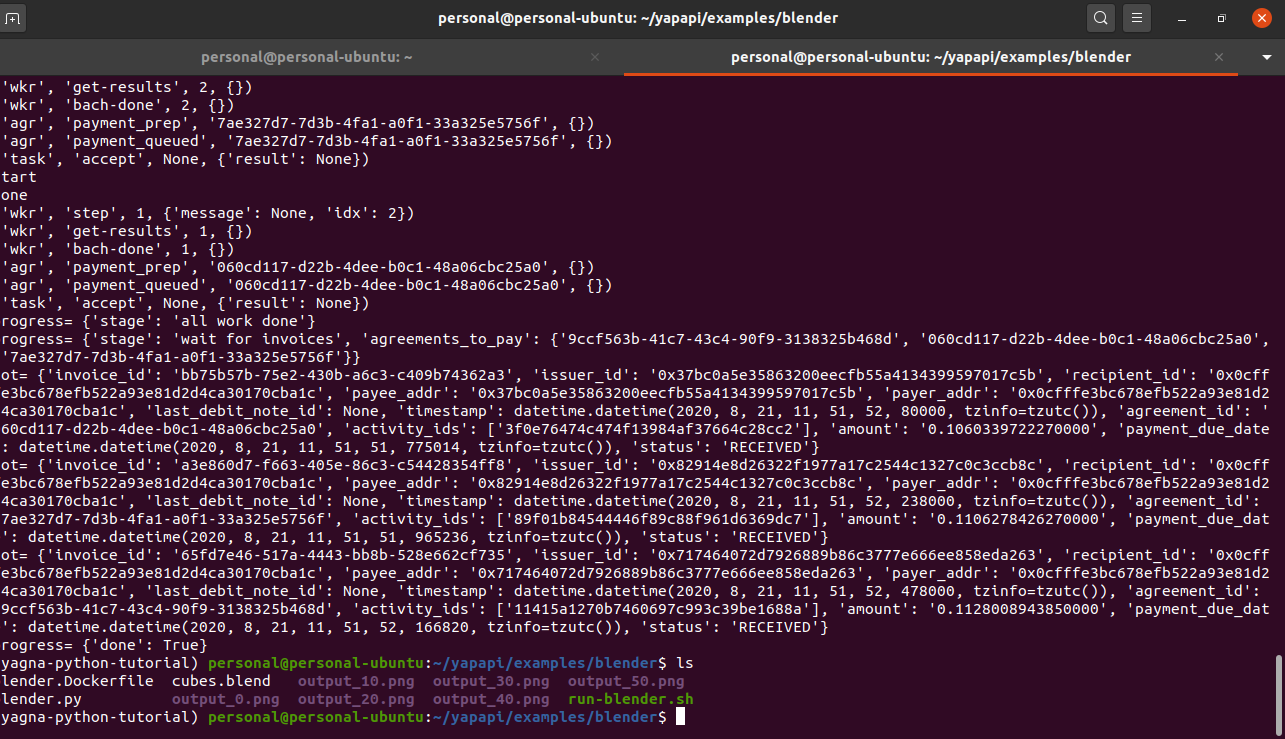 personal@personal-ubuntu: ~/yapapi/examples/blender
personal@personal-ubuntu: ~
personal@personal-ubuntu: ~/yapapi/examples/blender
'wkr', 'get-results', 2, {})
'wkr', 'bach-done', 2, {})
'agr', 'payment_prep', '7ae327d7-7d3b-4fa1-a0f1-33a325e5756f', {})
'agr', 'payment_queued', '7ae327d7-7d3b-4fa1-a0f1-33a325e5756f', {})
'task', 'accept', None, {'result': None})
tart
one
'wkr', 'step', 1, {'message': None, 'idx': 2})
'wkr', 'get-results', 1, {})
'wkr', 'bach-done', 1, {})
'agr', 'payment_prep', '060cd117-d22b-4dee-b0c1-48a06cbc25a0', {})
'agr', 'payment_queued', '060cd117-d22b-4dee-b0c1-48a06cbc25a0', {})
'task', 'accept', None, {'result': None})
rogress= {'stage': 'all work done'}
rogress= {'stage': 'wait for invoices', 'agreements_to_pay': {'9ccf563b-41c7-43c4-90f9-3138325b468d', '060cd117-d22b-4dee-b0c1-48a06cbc25a0',
'7ae327d7-7d3b-4fa1-a0f1-33a325e5756f'}}
ot= {'invoice_id': 'bb75b57b-75e2-430b-a6c3-c409b74362a3', 'issuer_id': '0x37bc0a5e35863200eecfb55a4134399597017c5b', 'recipient_id': '0x0cff
e3bc678efb522a93e81d2d4ca30170cba1c', 'payee_addr': '0x37bc0a5e35863200eecfb55a4134399597017c5b', 'payer_addr': '0x0cfffe3bc678efb522a93e81d2
4ca30170cba1c', 'last_debit_note_id': None, 'timestamp': datetime.datetime(2020, 8, 21, 11, 51, 52, 80000, tzinfo=tzutc()), 'agreement_id': '
60cd117-d22b-4dee-b0c1-48a06cbc25a0', 'activity_ids': ['3f0e76474c474f13984af37664c28cc2'], 'amount': '0.1060339722270000', 'payment_due_date
: datetime.datetime(2020, 8, 21, 11, 51, 51, 775014, tzinfo=tzutc()), 'status': 'RECEIVED'}
ot= {'invoice_id': 'a3e860d7-f663-405e-86c3-c54428354ff8', 'issuer_id': '0x82914e8d26322f1977a17c2544c1327c0c3ccb8c', 'recipient_id': '0x0cff
e3bc678efb522a93e81d2d4ca30170cba1c', 'payee_addr': '0x82914e8d26322f1977a17c2544c1327c0c3ccb8c', 'payer_addr': '0x0cfffe3bc678efb522a93e81d2
4ca30170cba1c', 'last_debit_note_id': None, 'timestamp': datetime.datetime(2020, 8, 21, 11, 51, 52, 238000, tzinfo=tzutc()), 'agreement_id':
7ae327d7-7d3b-4fa1-a0f1-33a325e5756f', 'activity_ids': ['89f01b84544446f89c88f961d6369dc7'], 'amount': '0.1106278426270000', 'payment_due_dat
': datetime.datetime(2020, 8, 21, 11, 51, 51, 965236, tzinfo=tzutc()), 'status': 'RECEIVED'}
ot= {'invoice_id': '65fd7e46-517a-4443-bb8b-528e662cf735', 'issuer_id': '0x717464072d7926889b86c3777e666ee858eda263', 'recipient_id': '0x0cff
e3bc678efb522a93e81d2d4ca30170cba1c', 'payee_addr': '0x717464072d7926889b86c3777e666ee858eda263', 'payer_addr': '0x0cfffe3bc678efb522a93e81d2
4ca30170cba1c', 'last_debit_note_id': None, 'timestamp': datetime.datetime(2020, 8, 21, 11, 51, 52, 478000, tzinfo=tzutc()), 'agreement_id':
9ccf563b-41c7-43c4-90f9-3138325b468d', 'activity_ids': ['11415a1270b7460697c993c39be1688a'], 'amount': '0.1128008943850000', 'payment_due_dat
': datetime.datetime(2020, 8, 21, 11, 51, 52, 166820, tzinfo=tzutc()), 'status': 'RECEIVED'}
rogress= {'done': True}
yagna-python-tutorial) personal@personal-ubuntu:~/yapapi/examples/blender$ ls
lender.Dockerfile cubes.blend output_10.png output_30.png output_50.png
lender.py output_0.png output_20.png output_40.png run-blender.sh
yagna-python-tutorial) personal@personal-ubuntu:~/yapapi/examples/blender$